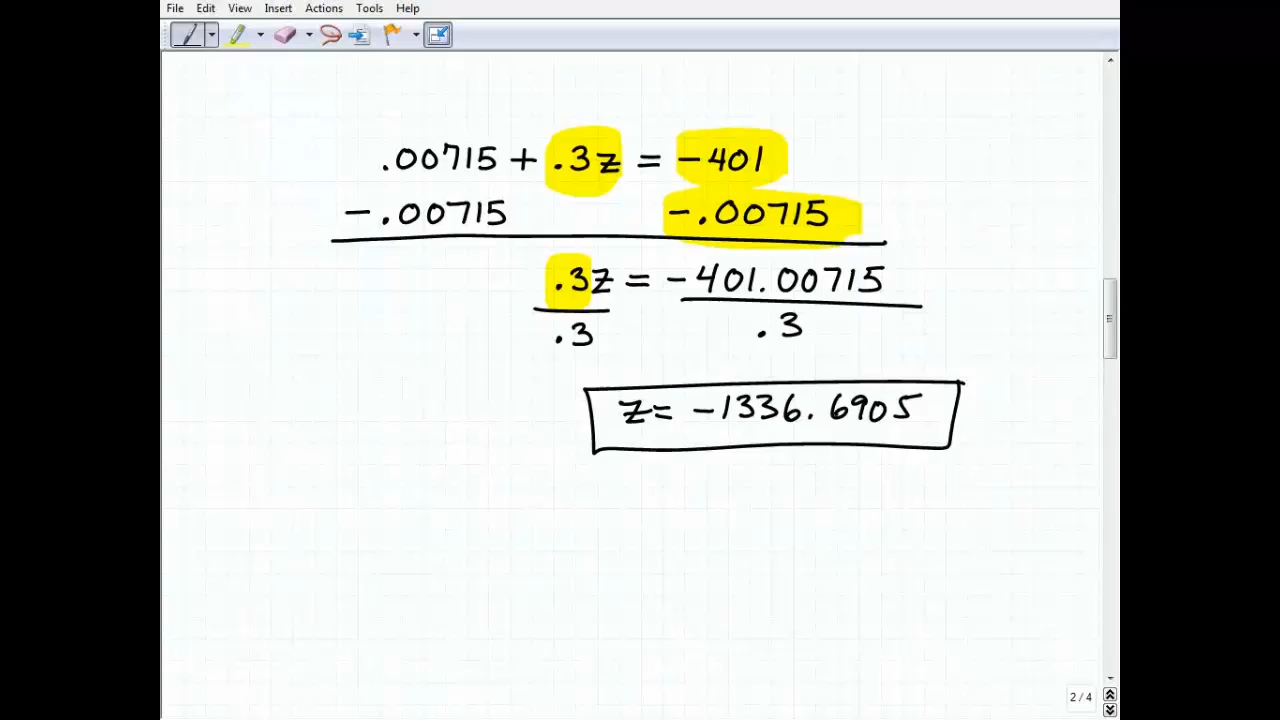 File Edit View Insert Actions Tools Help
.00715 + .3z = -401
-.00715 -.00715
.3z = -401.00715
.3 .3
z = -1336.6905
2 / 4